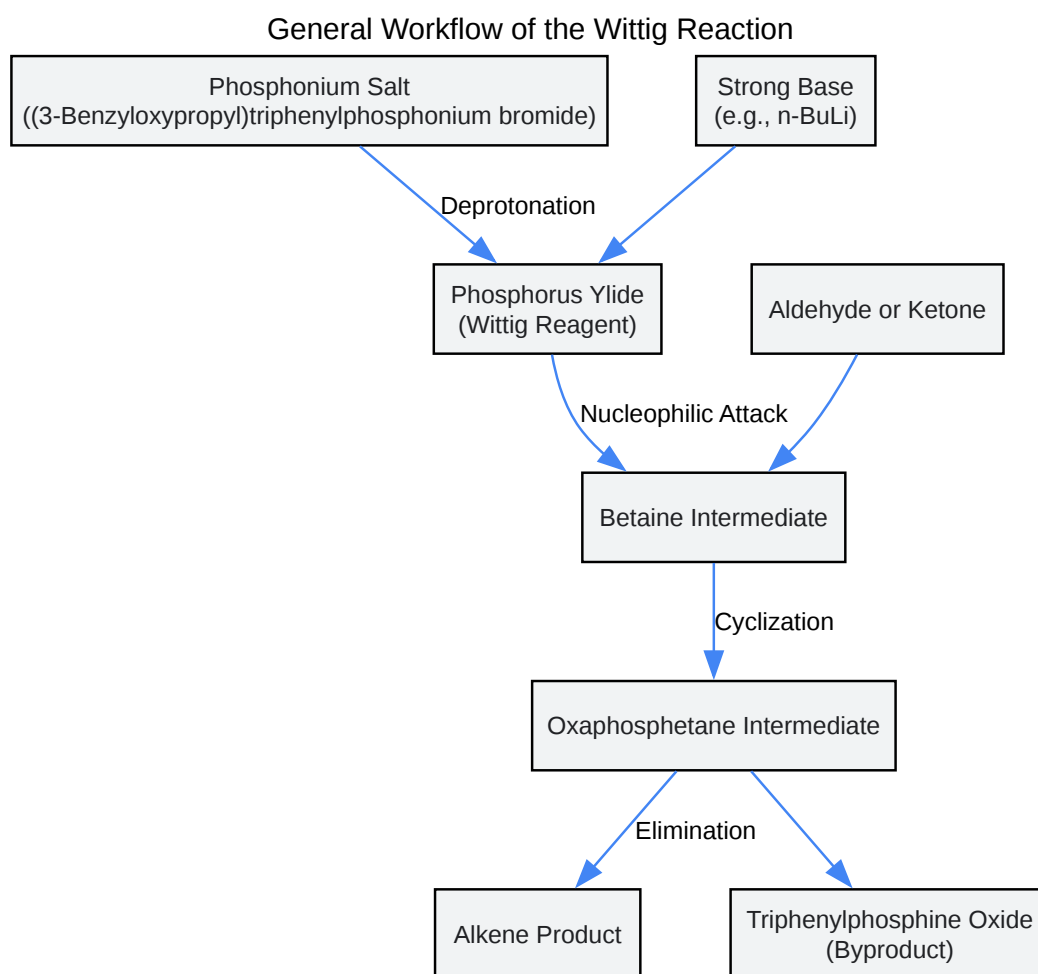 General Workflow of the Wittig Reaction
Phosphonium Salt
((3-Benzyloxypropyl)triphenylphosphonium bromide)
Strong Base
(e.g., n-BuLi)
Deprotonation
Phosphorus Ylide
(Wittig Reagent)
Aldehyde or Ketone
Nucleophilic Attack
Betaine Intermediate
Cyclization
Oxaphosphetane Intermediate
Elimination
Alkene Product
Triphenylphosphine Oxide
(Byproduct)